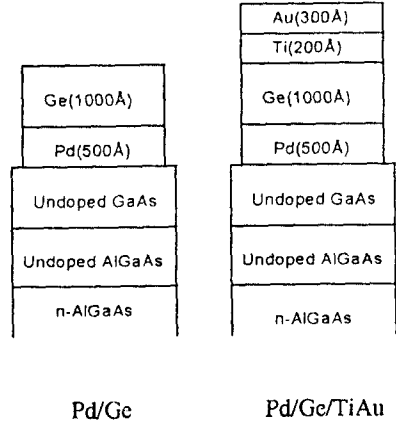 Ge(1000Å)
Pd(500Å)
Undoped GaAs
Undoped AlGaAs
n-AlGaAs
Pd/Ge
Au(300Å)
Ti(200Å)
Ge(1000Å)
Pd(500Å)
Undoped GaAs
Undoped AlGaAs
n-AlGaAs
Pd/Ge/TiAu